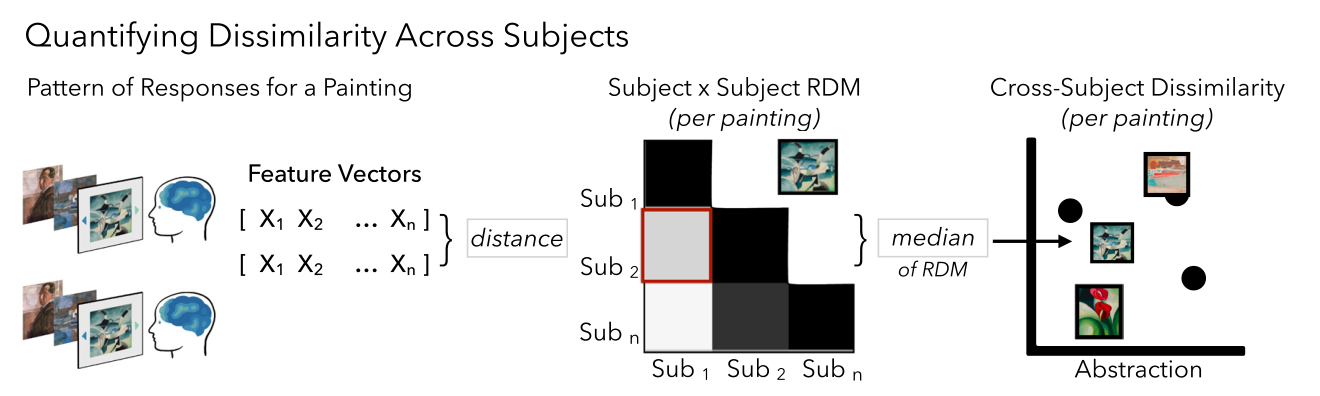 Quantifying Dissimilarity Across Subjects
Pattern of Responses for a Painting
Feature Vectors
[ X1 X2 ... Xn ]
[ X1 X2 ... Xn ]
distance
Subject x Subject RDM
(per painting)
Sub 1
Sub 2
Sub n
Sub 1 Sub 2 Sub n
median
of RDM
Cross-Subject Dissimilarity
(per painting)
Abstraction